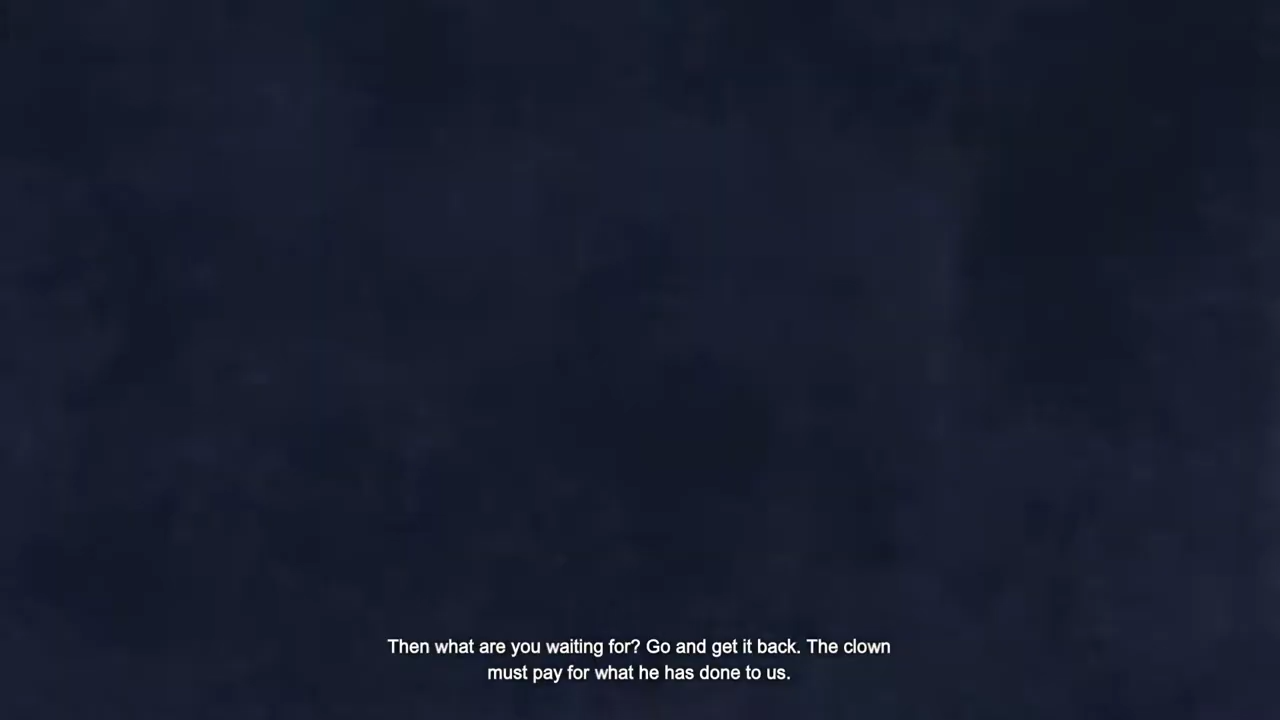 Then what are you waiting for? Go and get it back. The clown
must pay for what he has done to us.